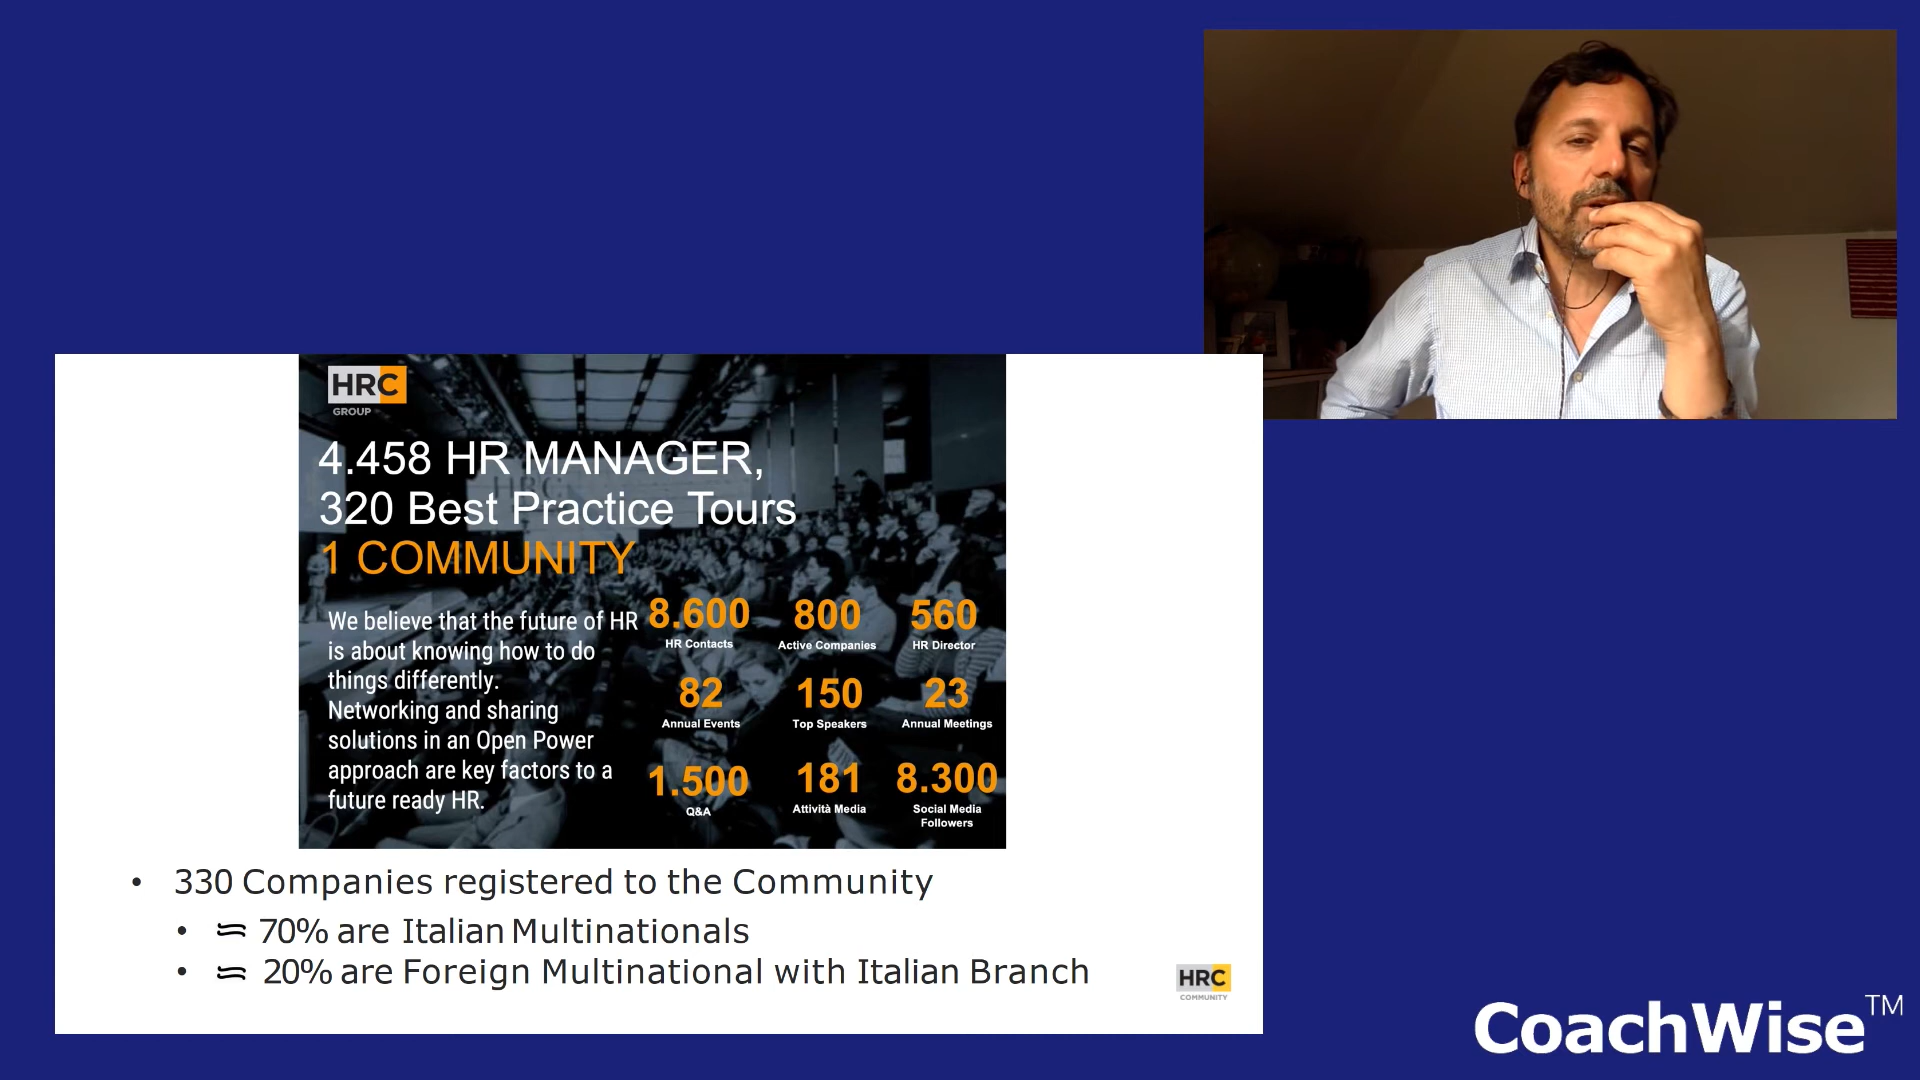 HRC
GROUP
4.458 HR MANAGER,
320 Best Practice Tours
1 COMMUNITY
We believe that the future of HR
is about knowing how to do
things differently.
Networking and sharing
solutions in an Open Power
approach are key factors to a
future ready HR.
8.600 800 560
HR Contacts Active Companies HR Director
82 150 23
Annual Events Top Speakers Annual Meetings
1.500 181 8.300
Q&A Attività Media Social Media
Followers
• 330 Companies registered to the Community
• ≈ 70% are Italian Multinationals
• ≈ 20% are Foreign Multinational with Italian Branch
HRC
COMMUNITY
CoachWise™